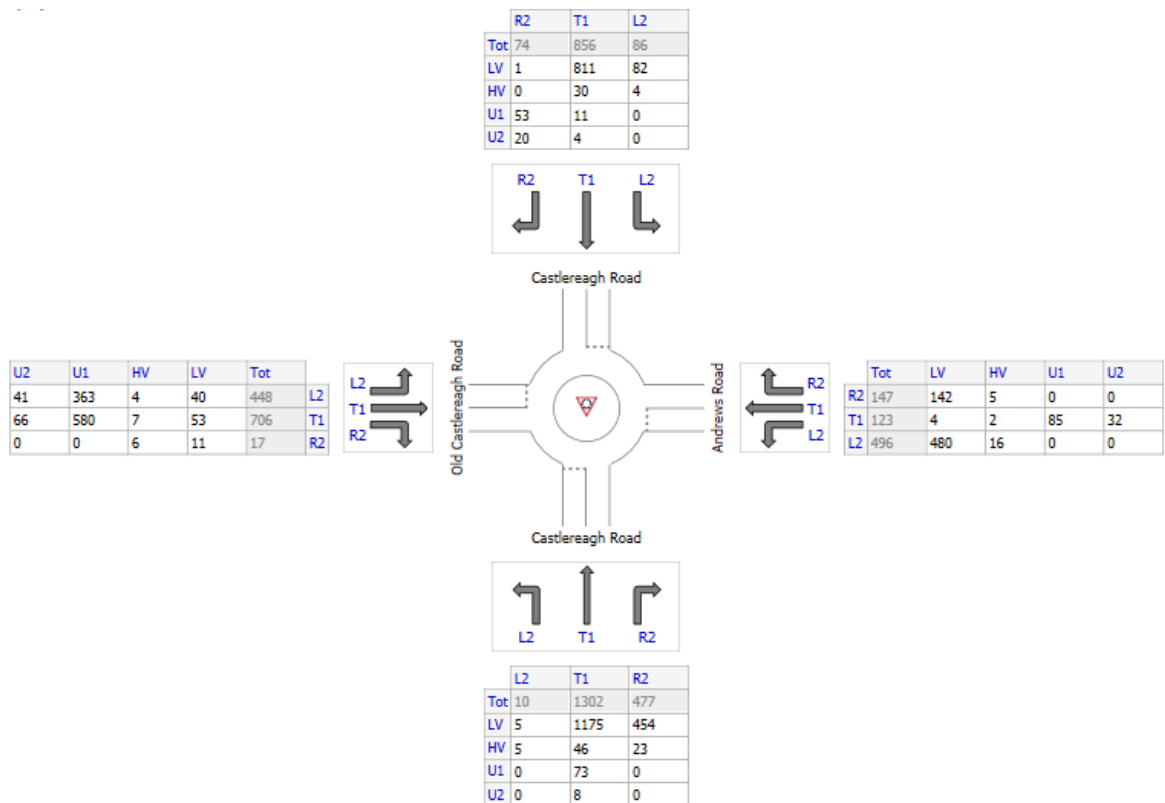 R2 T1 L2
Tot 74 856 86
LV 1 811 82
HV 0 30 4
U1 53 11 0
U2 20 4 0
R2 T1 L2
Castlereagh Road
U2 U1 HV LV Tot
41 363 4 40 448 L2
66 580 7 53 706 T1
0 0 6 11 17 R2
L2
T1
R2
Old Castlereagh Road
Andrews Road
R2
T1
L2
Tot LV HV U1 U2
R2 147 142 5 0 0
T1 123 4 2 85 32
L2 496 480 16 0 0
Castlereagh Road
L2 T1 R2
L2 T1 R2
Tot 10 1302 477
LV 5 1175 454
HV 5 46 23
U1 0 73 0
U2 0 8 0